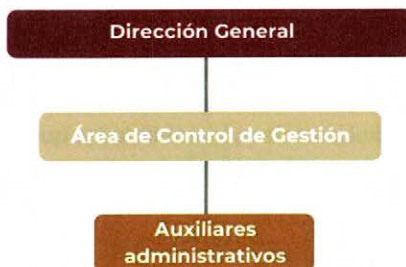 Dirección General
Área de Control de Gestión
Auxiliares
administrativos